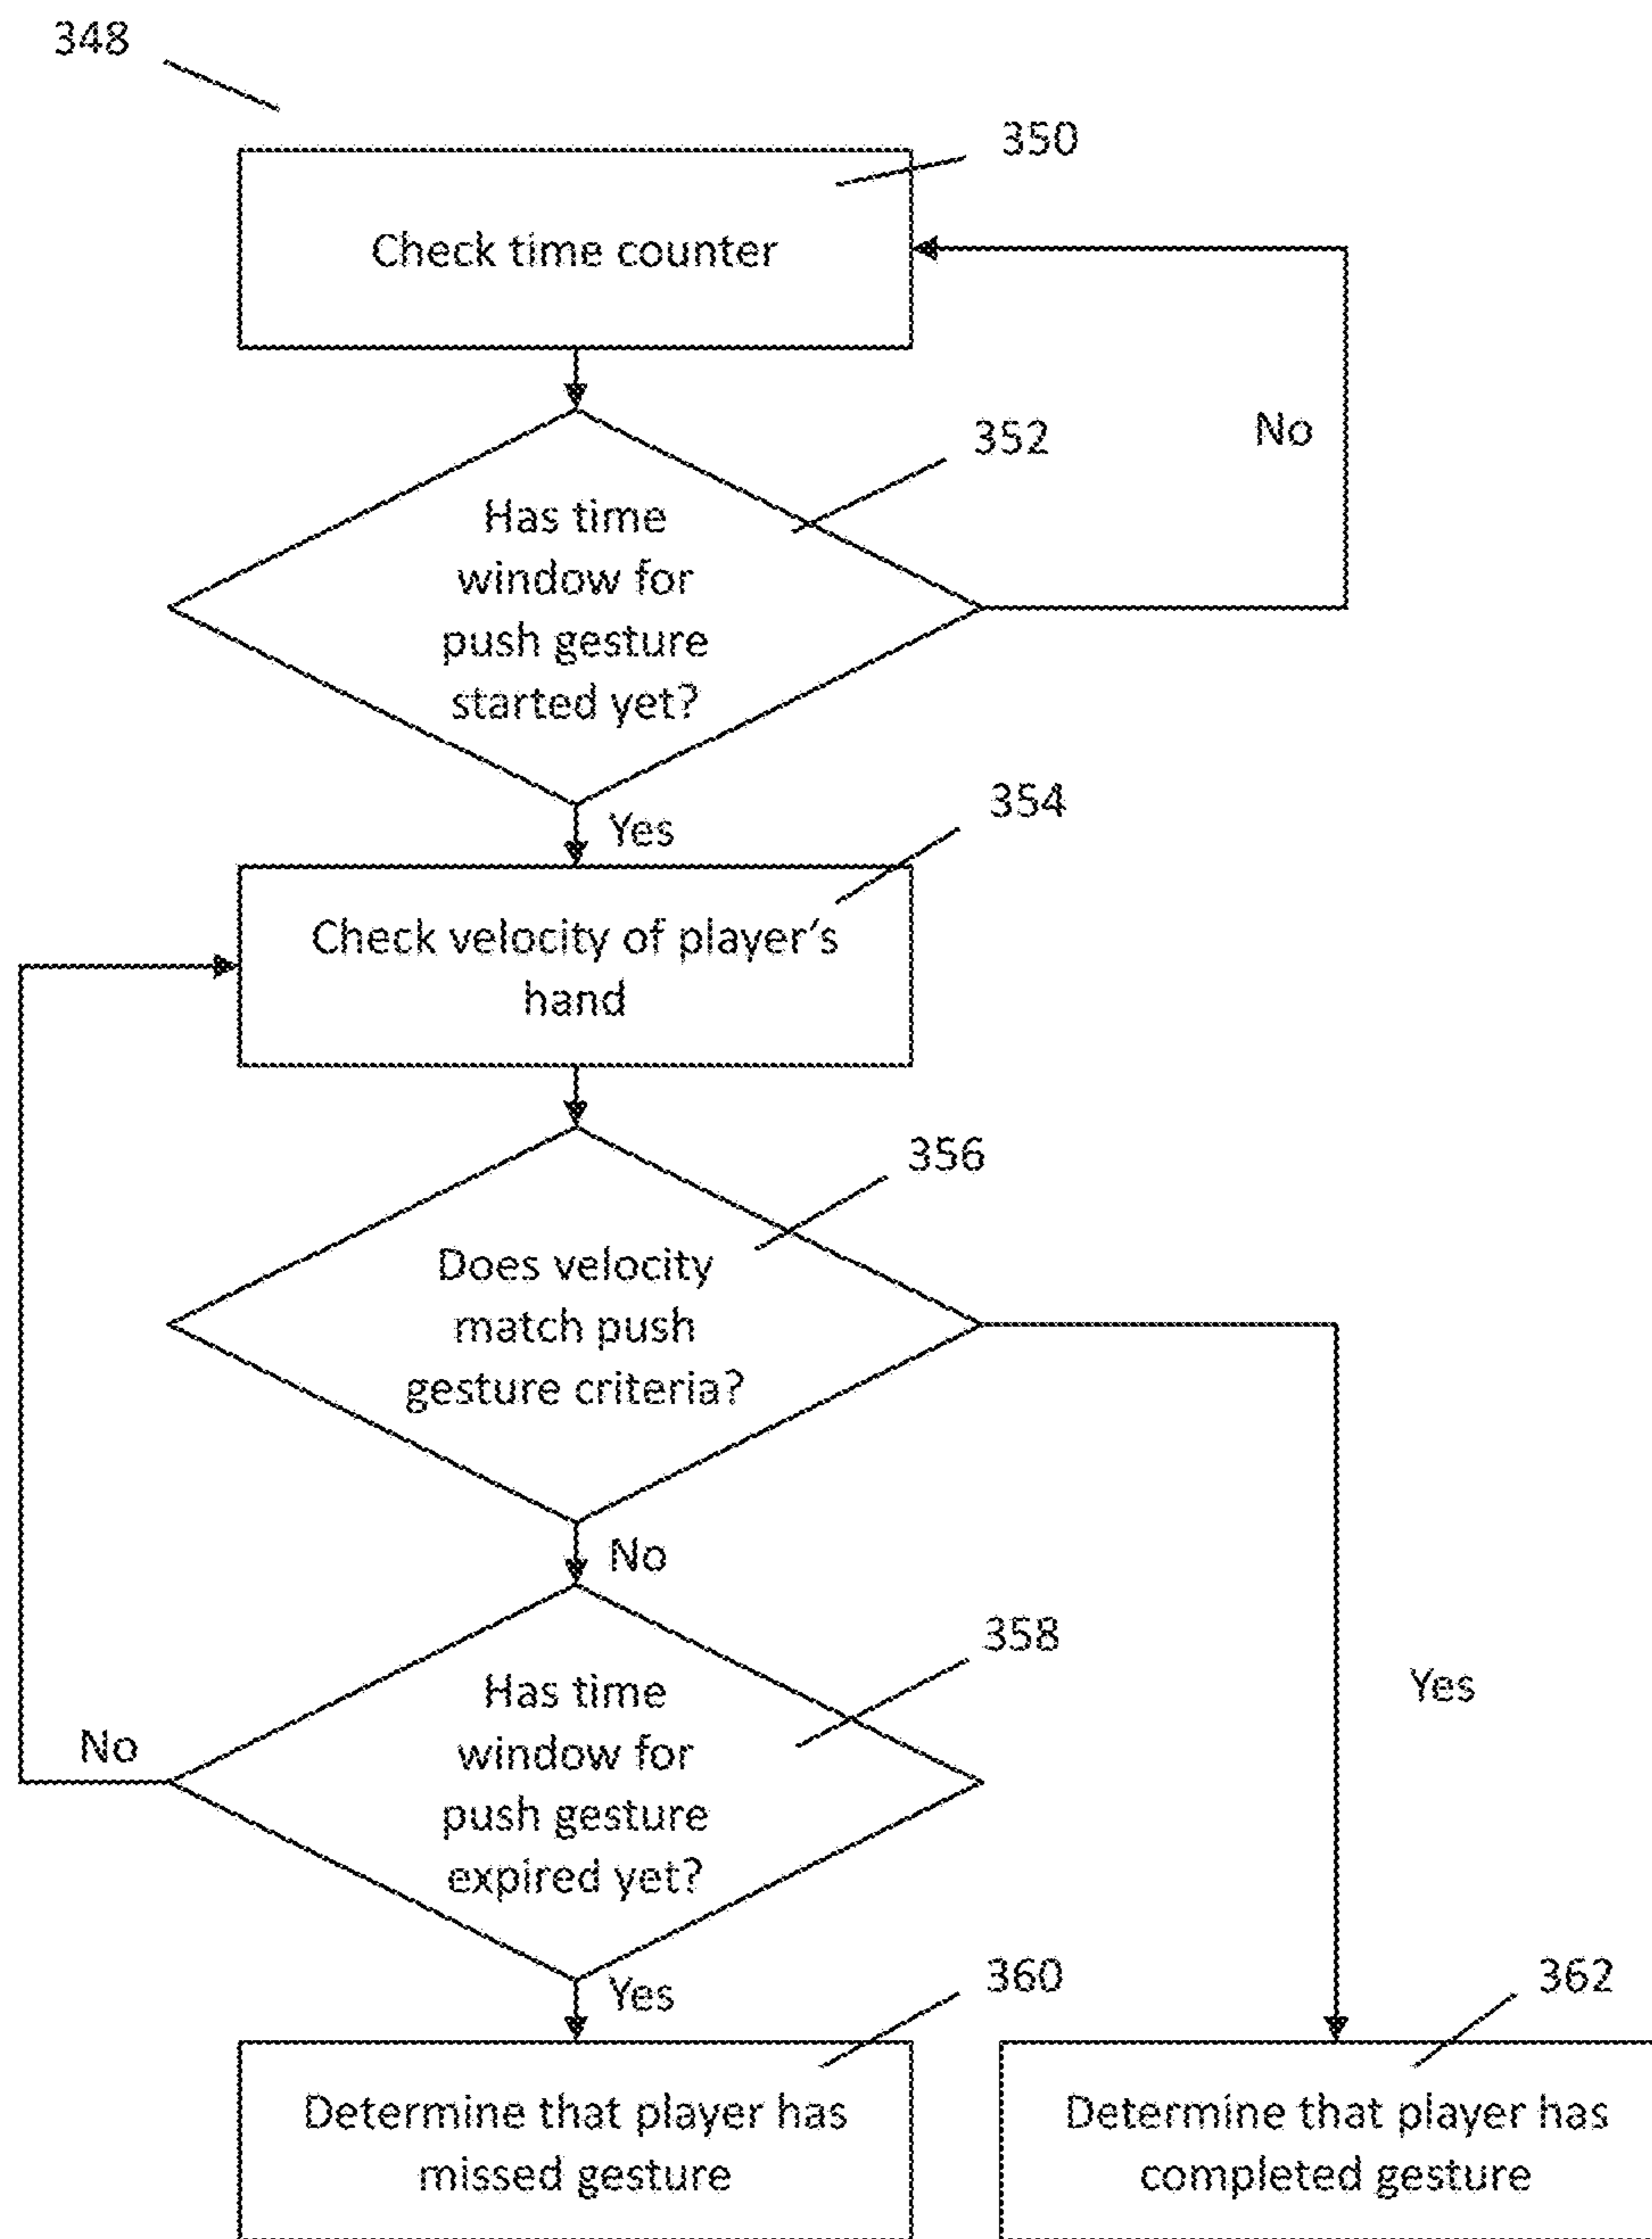 348
350
Check time counter
352
No
Has time
window for
push gesture
started yet?
354
Yes
Check velocity of player's
hand
356
Does velocity
match push
gesture criteria?
No
358
Has time
window for
push gesture
expired yet?
Yes
No
360
Yes
362
Determine that player has
missed gesture
Determine that player has
completed gesture